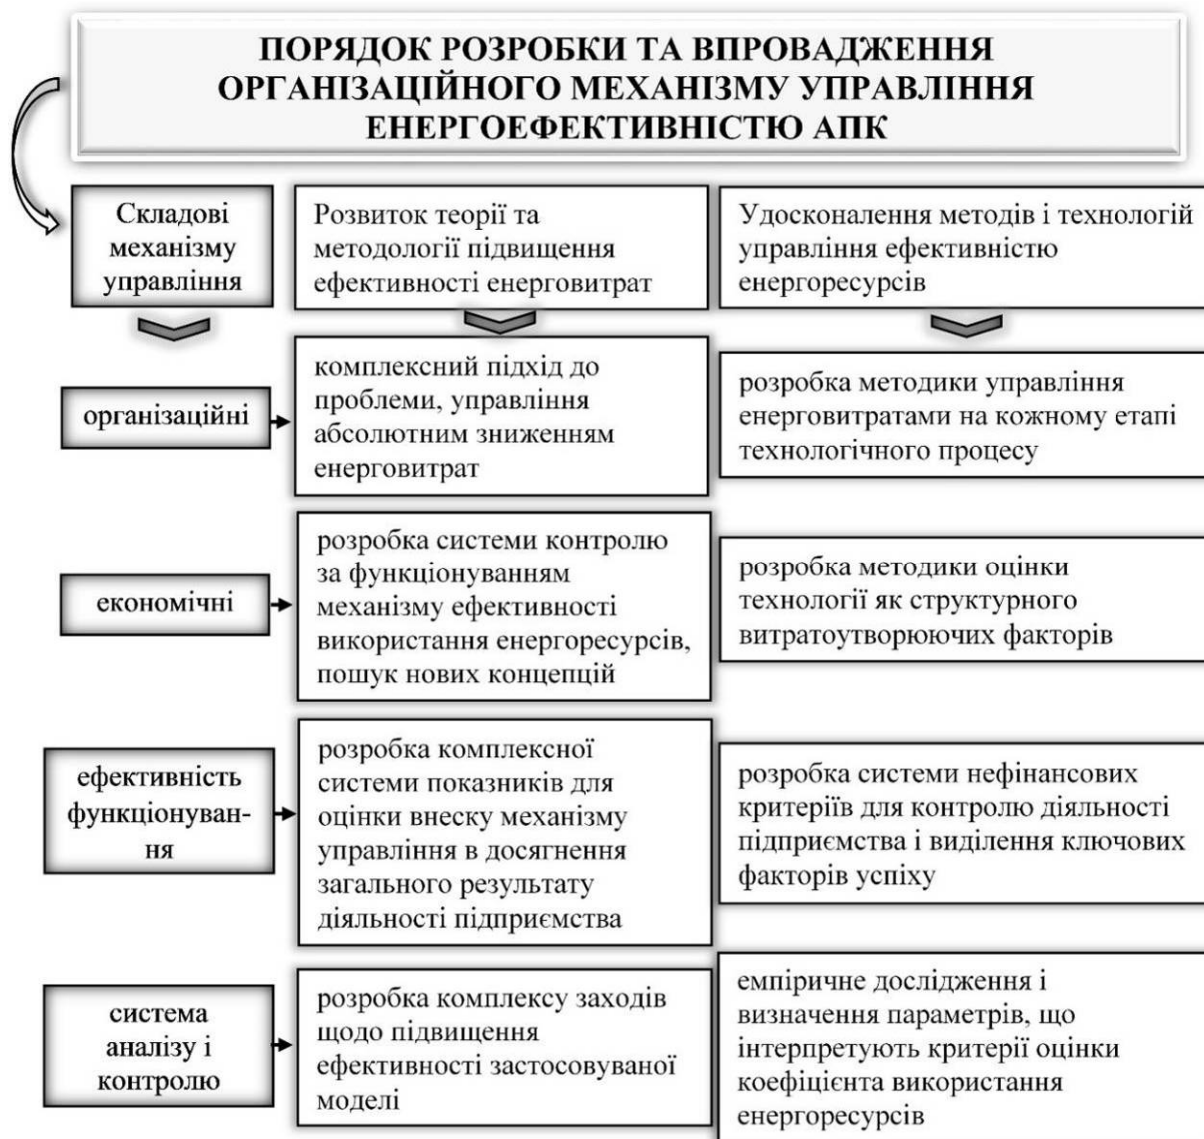 ПОРЯДОК РОЗРОБКИ ТА ВПРОВАДЖЕННЯ
ОРГАНІЗАЦІЙНОГО МЕХАНІЗМУ УПРАВЛІННЯ
ЕНЕРГОЕФЕКТИВНІСТЮ АПК
Складові
механізму
управління
Розвиток теорії та
методології підвищення
ефективності енерговитрат
Удосконалення методів і технологій
управління ефективністю
енергоресурсів
організаційні
комплексний підхід до
проблеми, управління
абсолютним зниженням
енерговитрат
розробка методики управління
енерговитратами на кожному етапі
технологічного процесу
економічні
розробка системи контролю
за функціонуванням
механізму ефективності
використання енергоресурсів,
пошук нових концепцій
розробка методики оцінки
технології як структурного
витратоутворюючих факторів
ефективність
функціонуван-
ня
розробка комплексної
системи показників для
оцінки внеску механізму
управління в досягнення
загального результату
діяльності підприємства
розробка системи нефінансових
критеріїв для контролю діяльності
підприємства і виділення ключових
факторів успіху
система
аналізу і
контролю
розробка комплексу заходів
щодо підвищення
ефективності застосовуваної
моделі
емпіричне дослідження і
визначення параметрів, що
інтерпретують критерії оцінки
коефіцієнта використання
енергоресурсів